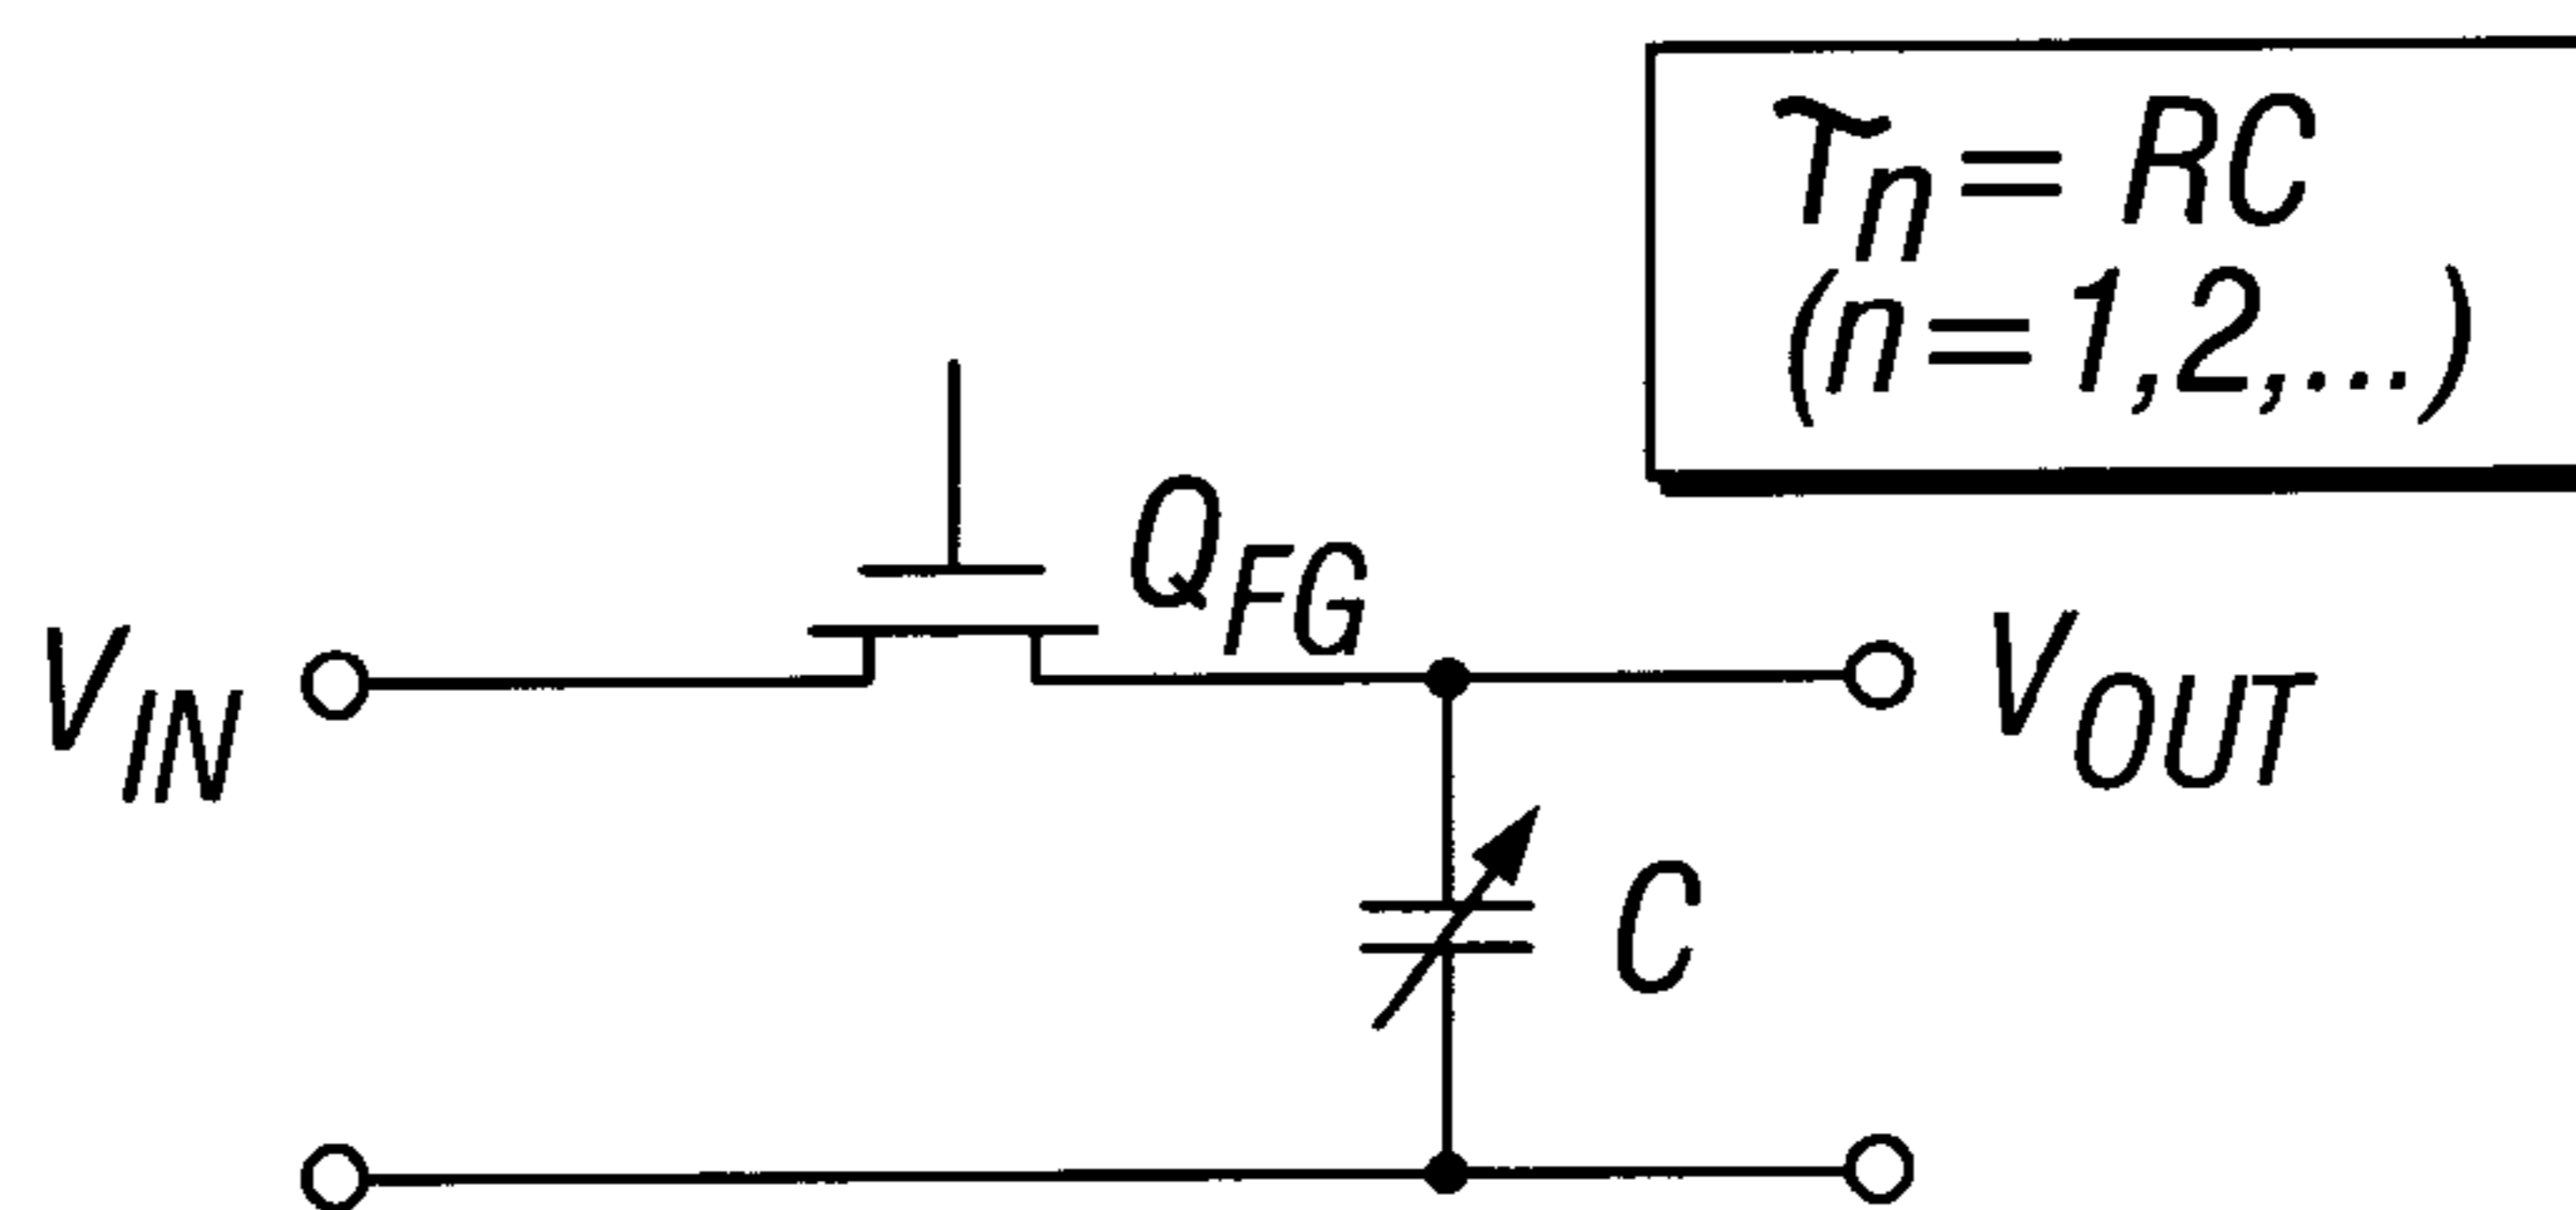 τn = RC
(n = 1,2,...)
QFG
VIN
VOUT
C